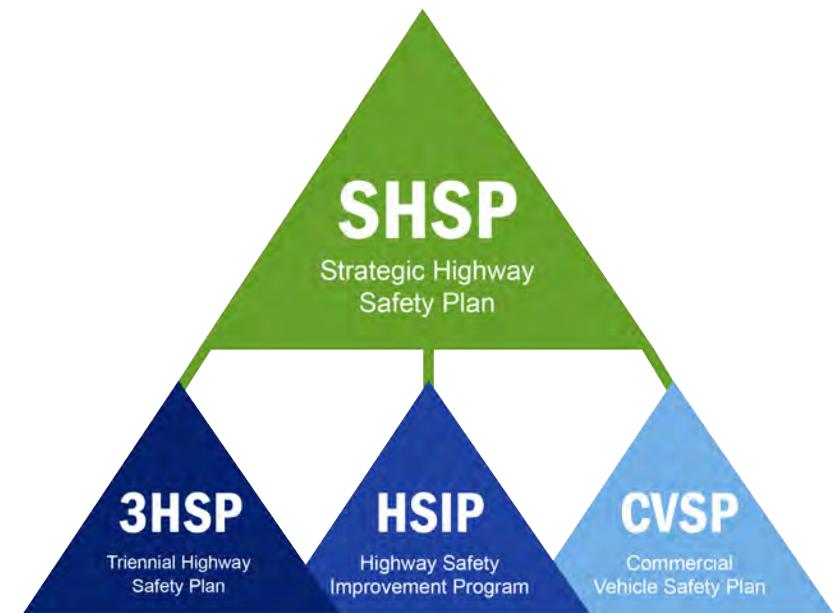 SHSP
Strategic Highway
Safety Plan
3HSP
Triennial Highway
Safety Plan
HSIP
Highway Safety
Improvement Program
CVSP
Commercial
Vehicle Safety Plan